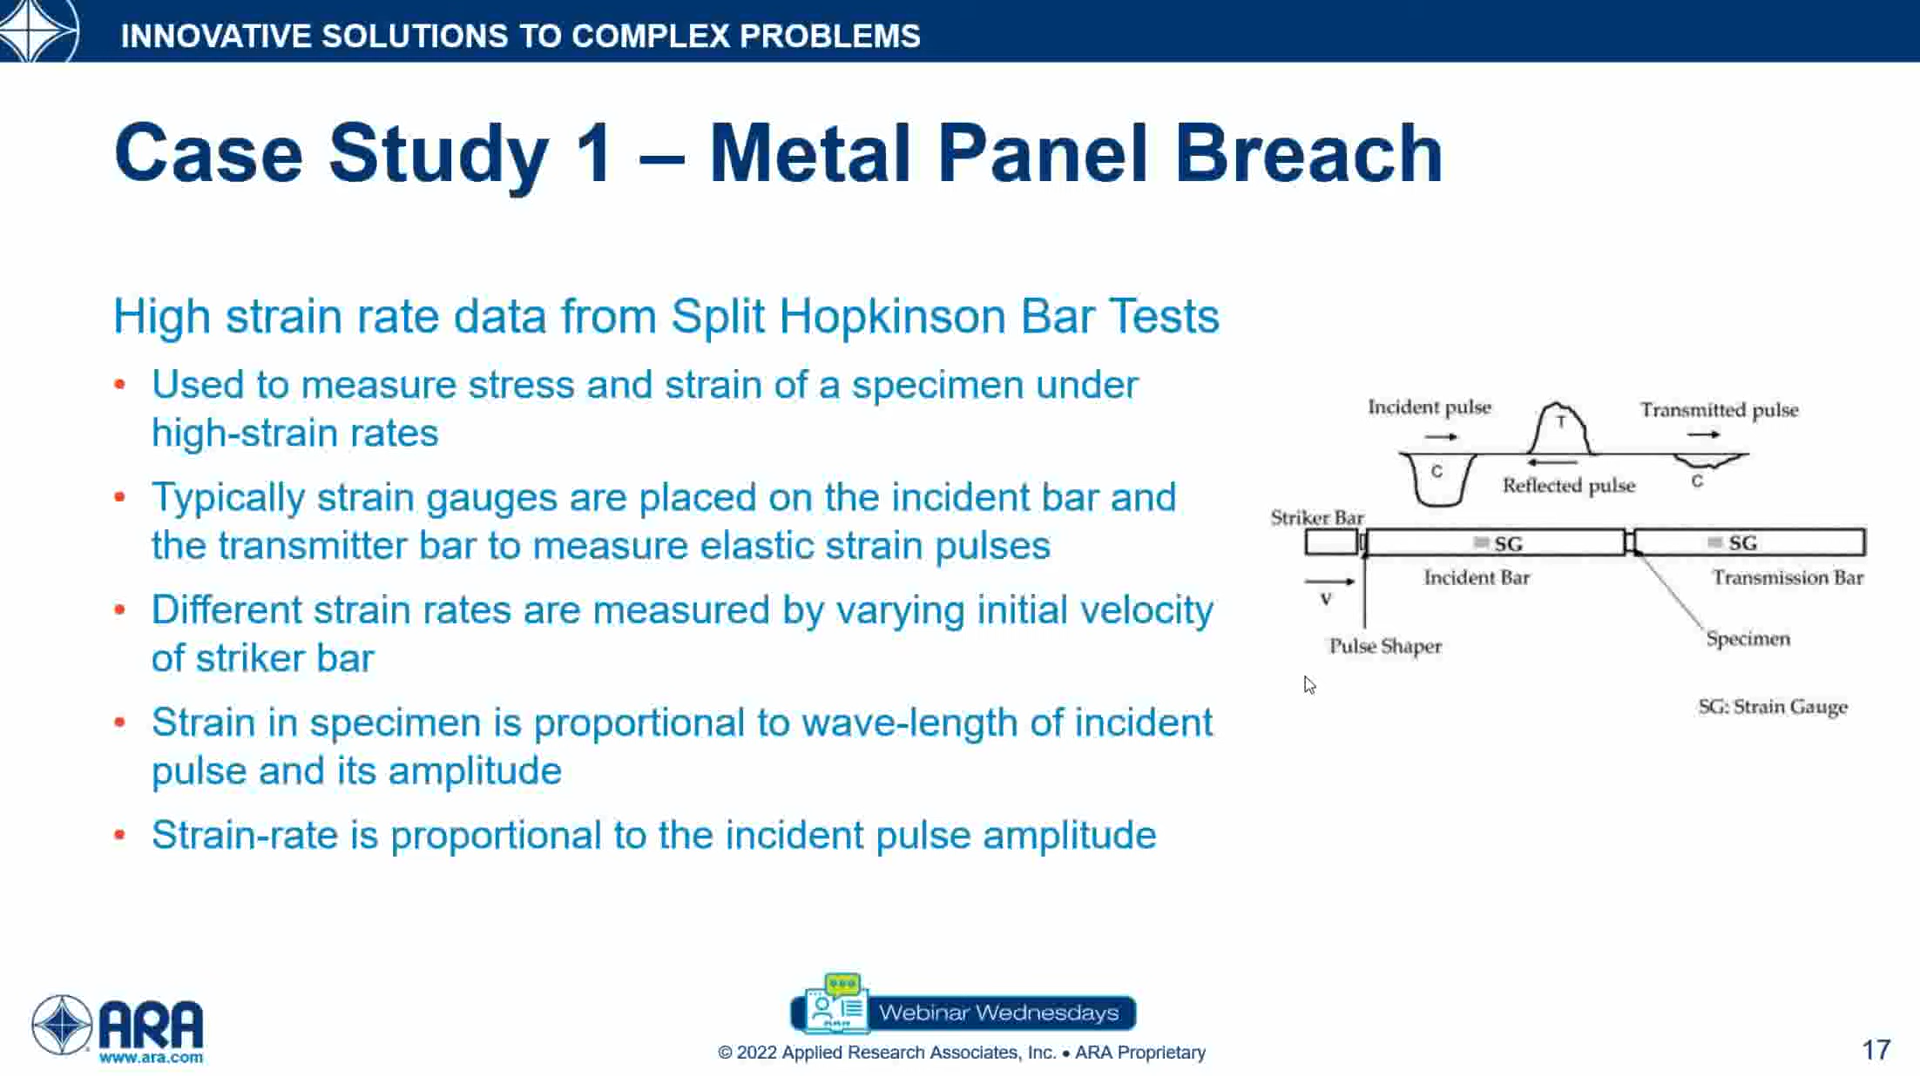 INNOVATIVE SOLUTIONS TO COMPLEX PROBLEMS
Case Study 1 – Metal Panel Breach
High strain rate data from Split Hopkinson Bar Tests
• Used to measure stress and strain of a specimen under
high-strain rates
• Typically strain gauges are placed on the incident bar and
the transmitter bar to measure elastic strain pulses
• Different strain rates are measured by varying initial velocity
of striker bar
• Strain in specimen is proportional to wave-length of incident
pulse and its amplitude
• Strain-rate is proportional to the incident pulse amplitude
Incident pulse
T
Transmitted pulse
C
Reflected pulse
C
Striker Bar
SG
SG
Incident Bar
Transmission Bar
V
Pulse Shaper
Specimen
SG: Strain Gauge
ARA
www.ara.com
Webinar Wednesdays
© 2022 Applied Research Associates, Inc. • ARA Proprietary
17